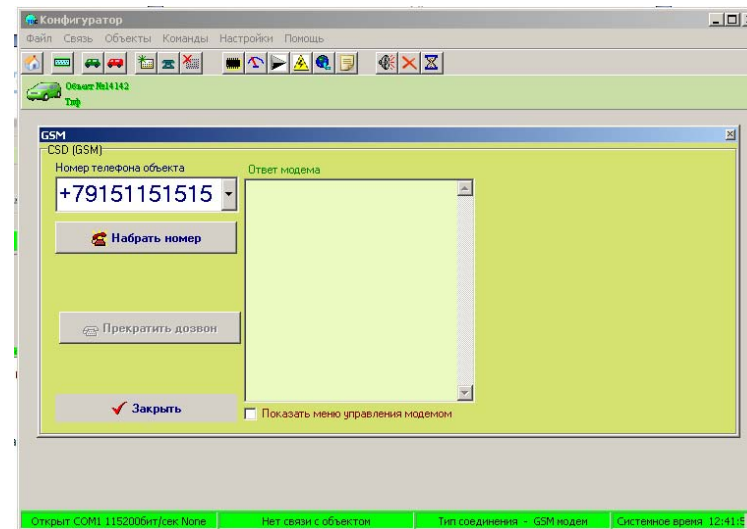 Конфигуратор
Файл Связь Объекты Команды Настройки Помощь
Объект №14142
Тиф
GSM
CSD (GSM)
Номер телефона объекта
Ответ модема
+79151151515
Набрать номер
Прекратить дозвон
Закрыть
Показать меню управления модемом
Открыт COM1 115200бит/сек None Нет связи с объектом Тип соединения - GSM модем Системное время 12:41:5